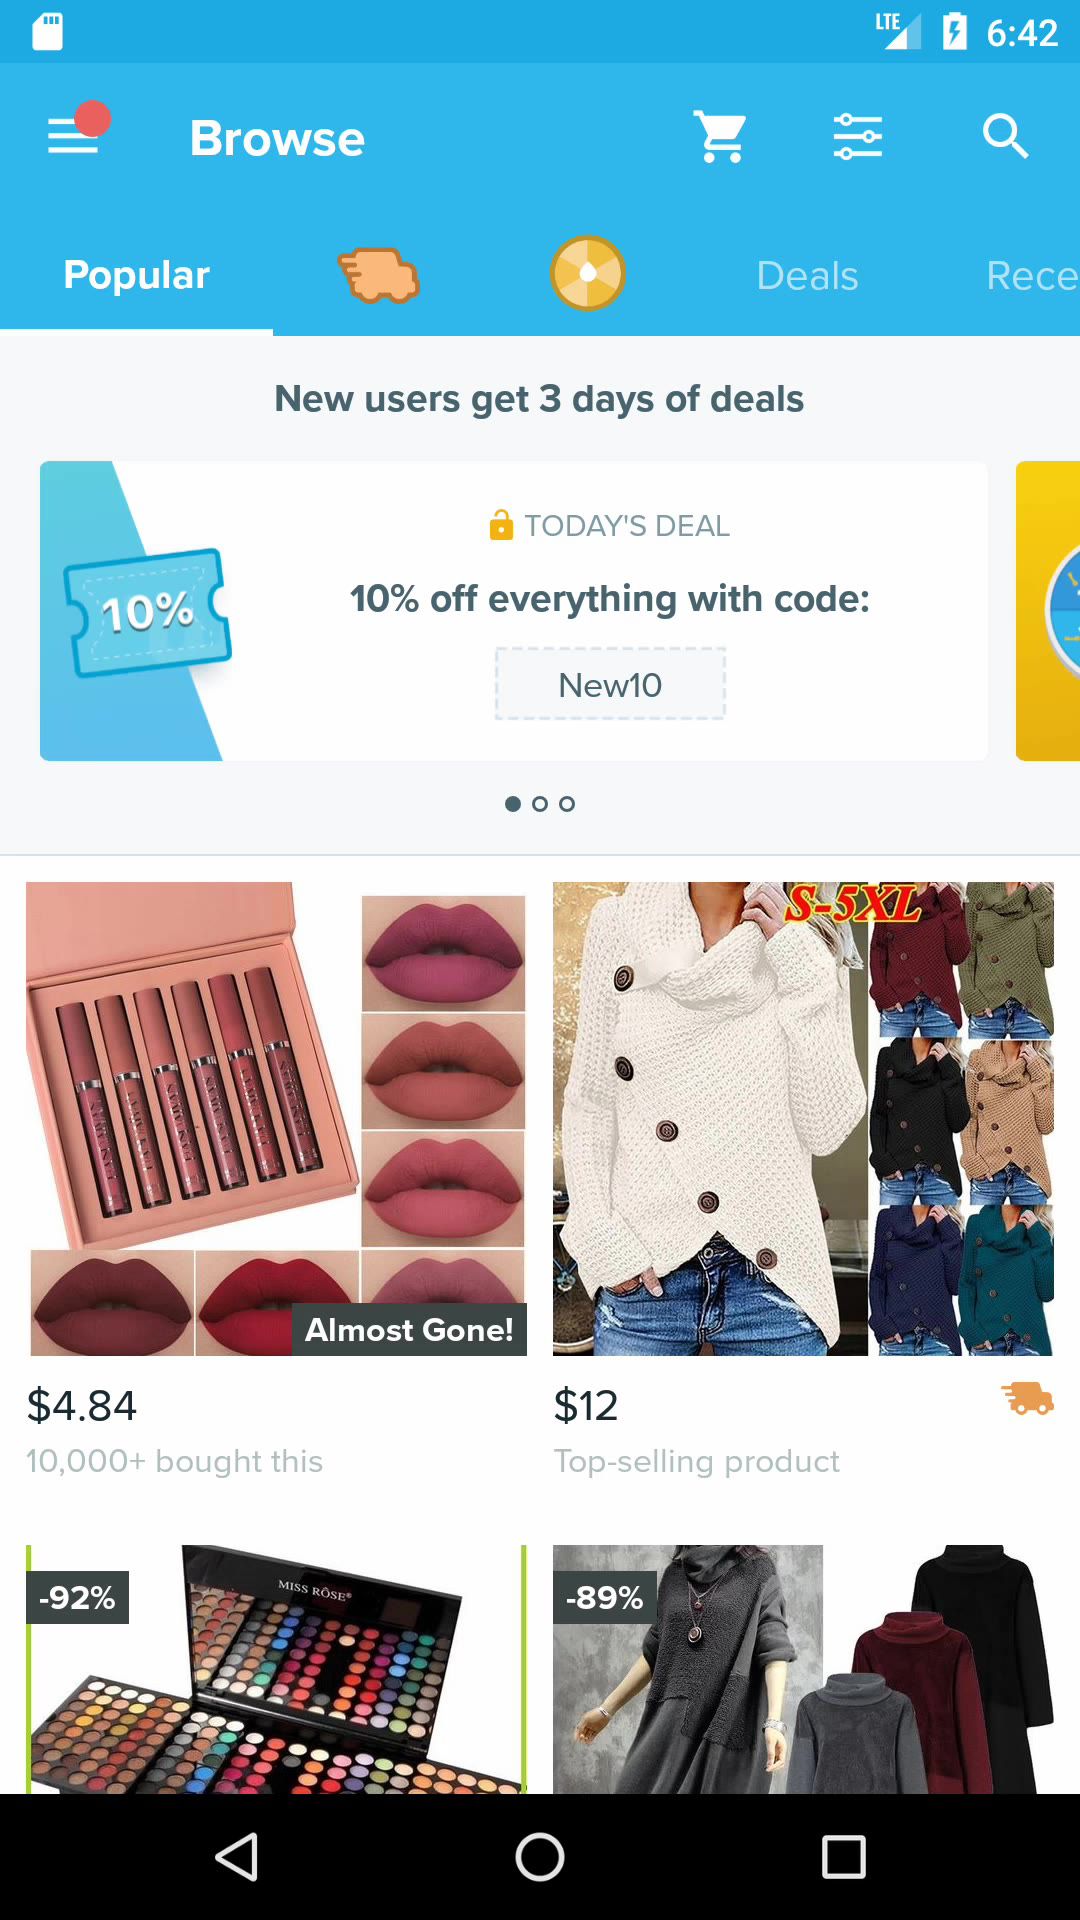 LTE 6:42
Browse
Popular Deals Rece
New users get 3 days of deals
TODAY'S DEAL
10%
10% off everything with code:
New10
S-5XL
Almost Gone!
$4.84 $12
10,000+ bought this Top-selling product
-92% -89%
MISS RÔSE®